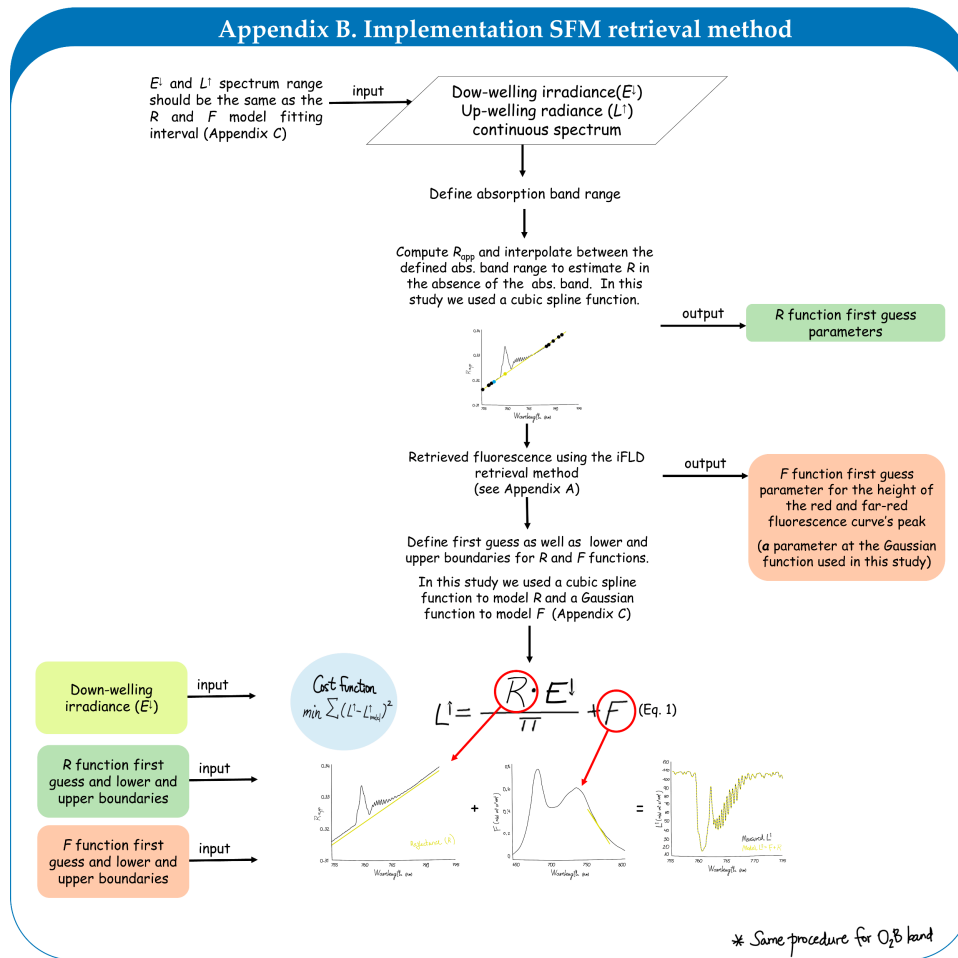 Appendix B. Implementation SFM retrieval method
E↓ and L↑ spectrum range
should be the same as the
R and F model fitting
interval (Appendix C)
input
Dow-welling irradiance(E↓)
Up-welling radiance (L↑)
continuous spectrum
Define absorption band range
Compute Rapp and interpolate between the
defined abs. band range to estimate R in
the absence of the abs. band. In this
study we used a cubic spline function.
output
R function first guess
parameters
Wavelength nm
Retrieved fluorescence using the iFLD
retrieval method
(see Appendix A)
output
F function first guess
parameter for the height of
the red and far-red
fluorescence curve's peak
(a parameter at the Gaussian
function used in this study)
Define first guess as well as lower and
upper boundaries for R and F functions.
In this study we used a cubic spline
function to model R and a Gaussian
function to model F (Appendix C)
Down-welling
irradiance (E↓)
input
Cost function
min ∑(L↑-L↑model)²
L↑ = R · E↓ / π + F (Eq. 1)
R function first
guess and lower and
upper boundaries
input
F function first
guess and lower and
upper boundaries
input
Wavelength nm
+
680 700 750 800
Wavelength nm
=
Measured L↑
Wavelength nm
* Same procedure for O₂B band